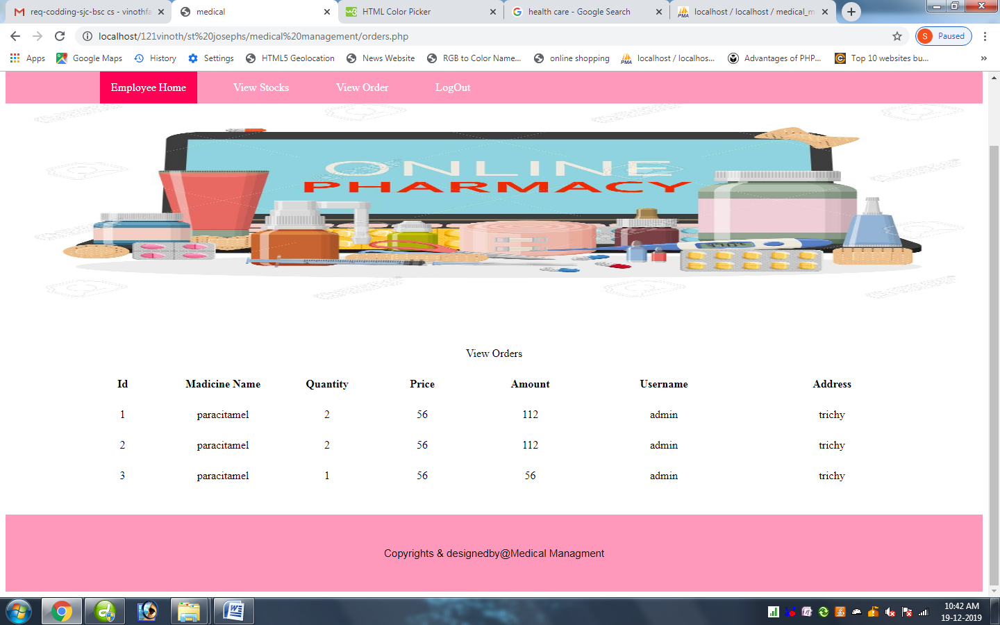 req-codding-sjc-bsc cs - vinothfa
medical
HTML Color Picker
health care - Google Search
localhost / localhost / medical_m
localhost/121vinoth/st%20josephs/medical%20management/orders.php
S Paused
Apps
Google Maps
History
Settings
HTML5 Geolocation
News Website
RGB to Color Name...
online shopping
localhost / localhos...
Advantages of PHP...
Top 10 websites bu...
»
Employee Home View Stocks View Order LogOut
ONLINE
PHARMACY
37.0°c
View Orders
Id Madicine Name Quantity Price Amount Username Address
1 paracitamel 2 56 112 admin trichy
2 paracitamel 2 56 112 admin trichy
3 paracitamel 1 56 56 admin trichy
Copyrights & designedby@Medical Managment
10:42 AM
19-12-2019